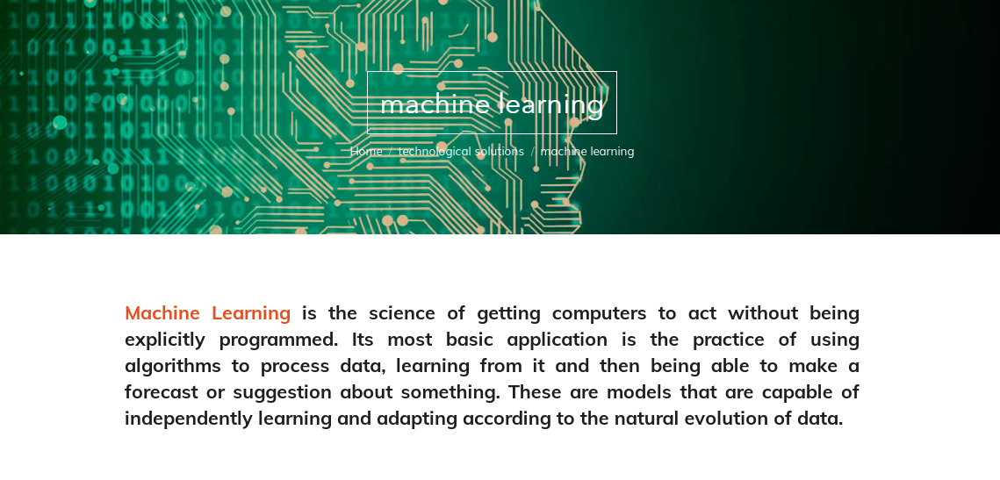 machine learning
Home / technological solutions / machine learning
Machine Learning is the science of getting computers to act without being
explicitly programmed. Its most basic application is the practice of using
algorithms to process data, learning from it and then being able to make a
forecast or suggestion about something. These are models that are capable of
independently learning and adapting according to the natural evolution of data.